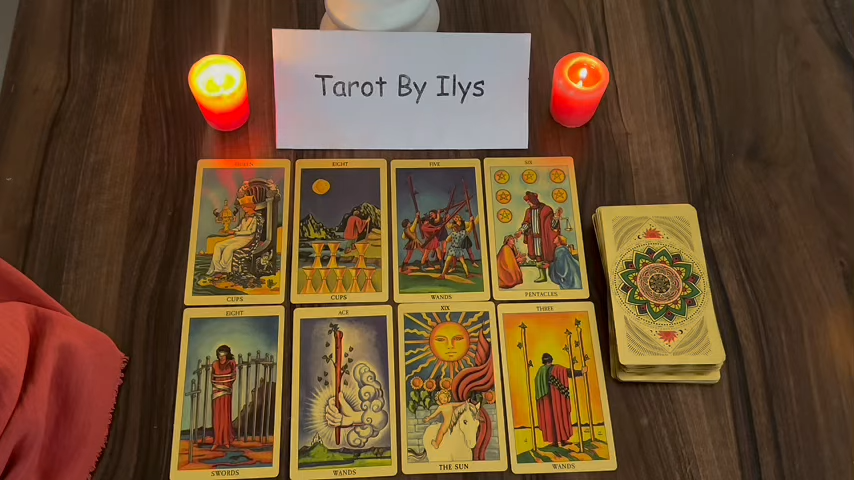 Tarot By Ilys
EIGHT
FIVE
SIX
CUPS
CUPS
WANDS
PENTACLES
EIGHT
ACE
XIX
THREE
SWORDS
WANDS
THE SUN
WANDS